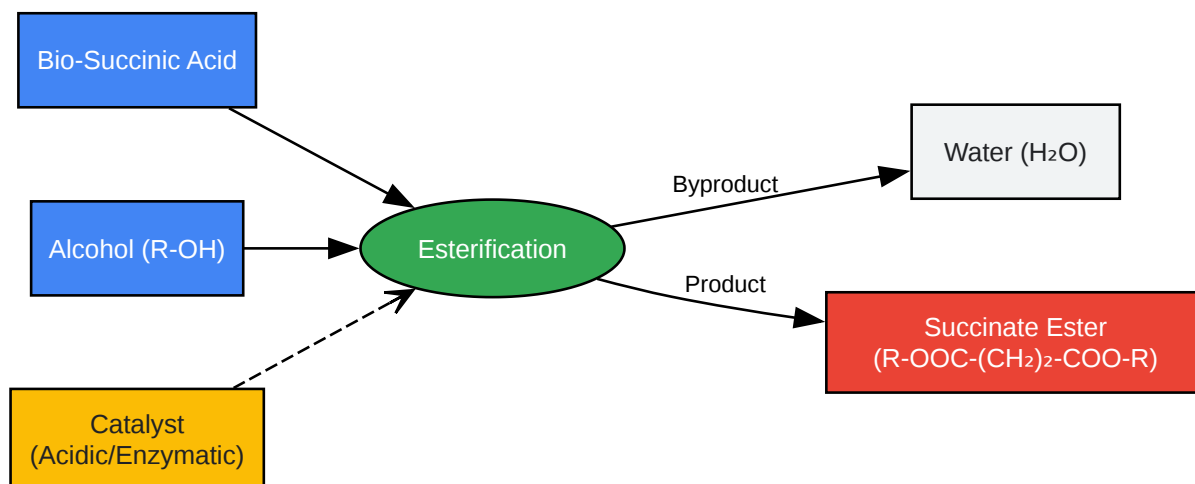 Bio-Succinic Acid
Alcohol (R-OH)
Catalyst
(Acidic/Enzymatic)
Esterification
Byproduct
Product
Water (H₂O)
Succinate Ester
(R-OOC-(CH₂)₂-COO-R)